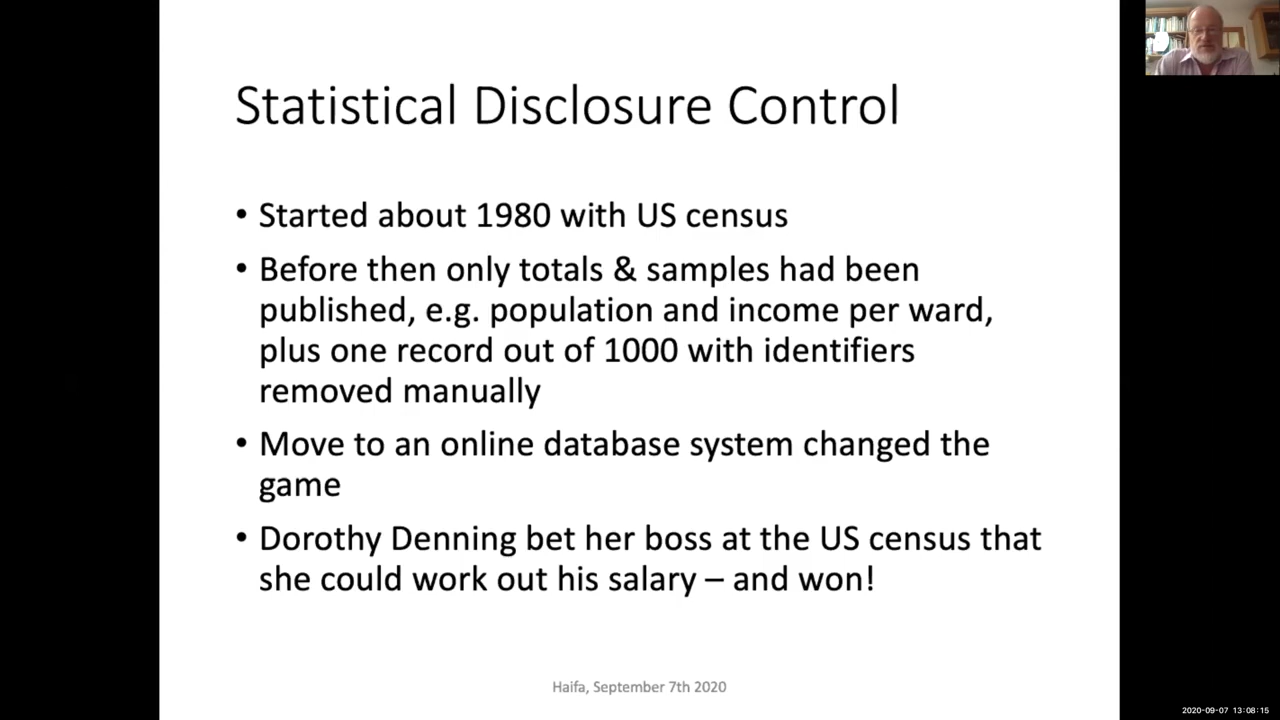 Statistical Disclosure Control
• Started about 1980 with US census
• Before then only totals & samples had been
published, e.g. population and income per ward,
plus one record out of 1000 with identifiers
removed manually
• Move to an online database system changed the
game
• Dorothy Denning bet her boss at the US census that
she could work out his salary – and won!
Haifa, September 7th 2020
2020-09-07 13:08:15